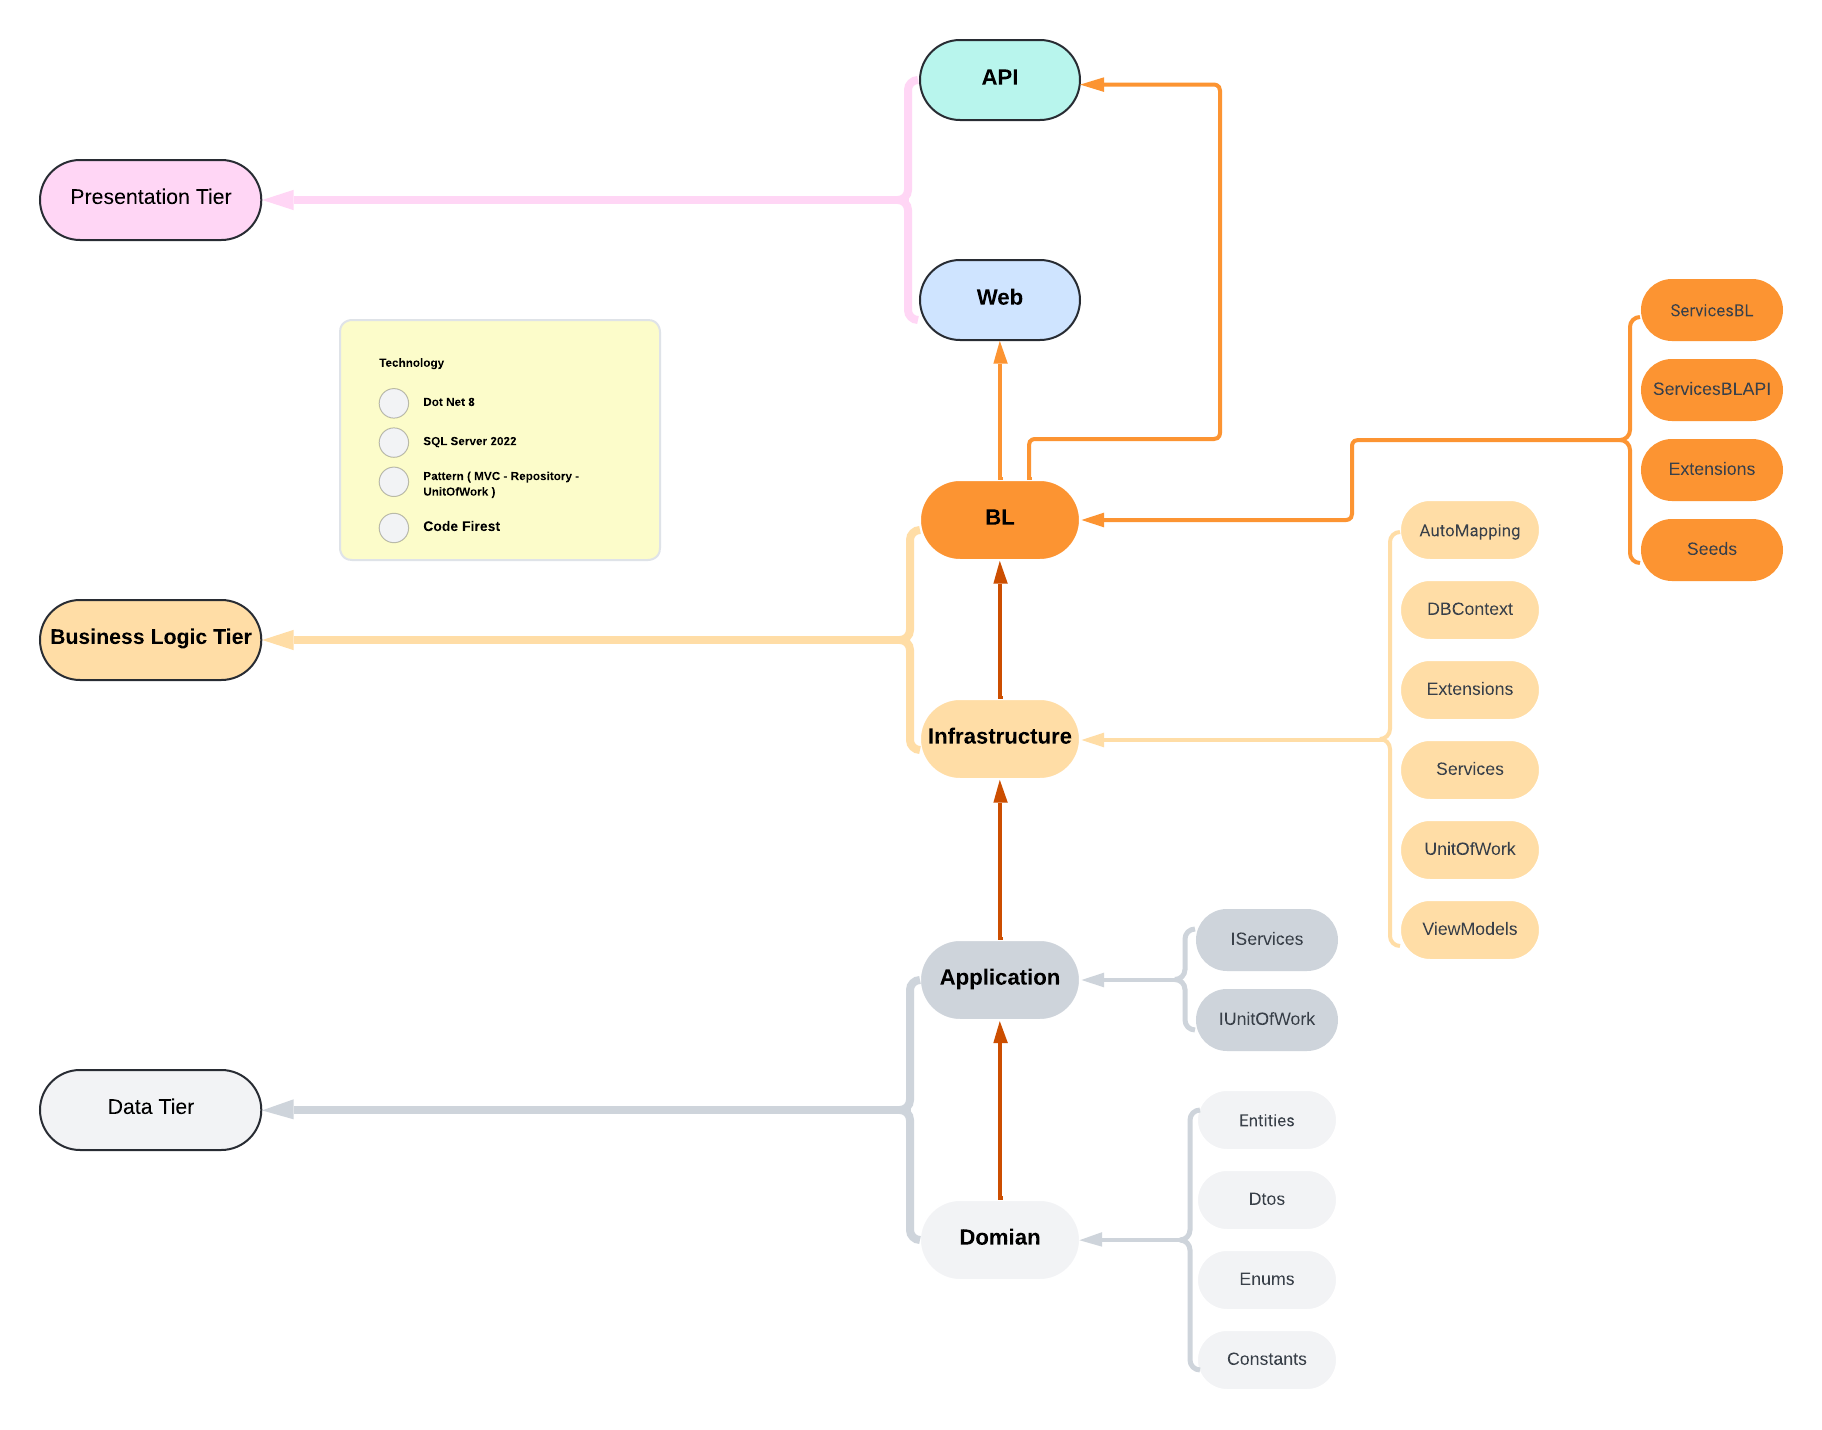 API
Presentation Tier
Web
ServicesBL
ServicesBLAPI
Extensions
Seeds
Technology
Dot Net 8
SQL Server 2022
Pattern ( MVC - Repository -
UnitOfWork )
Code Firest
BL
AutoMapping
DBContext
Extensions
Services
UnitOfWork
ViewModels
Business Logic Tier
Infrastructure
Application
IServices
IUnitOfWork
Data Tier
Domian
Entities
Dtos
Enums
Constants